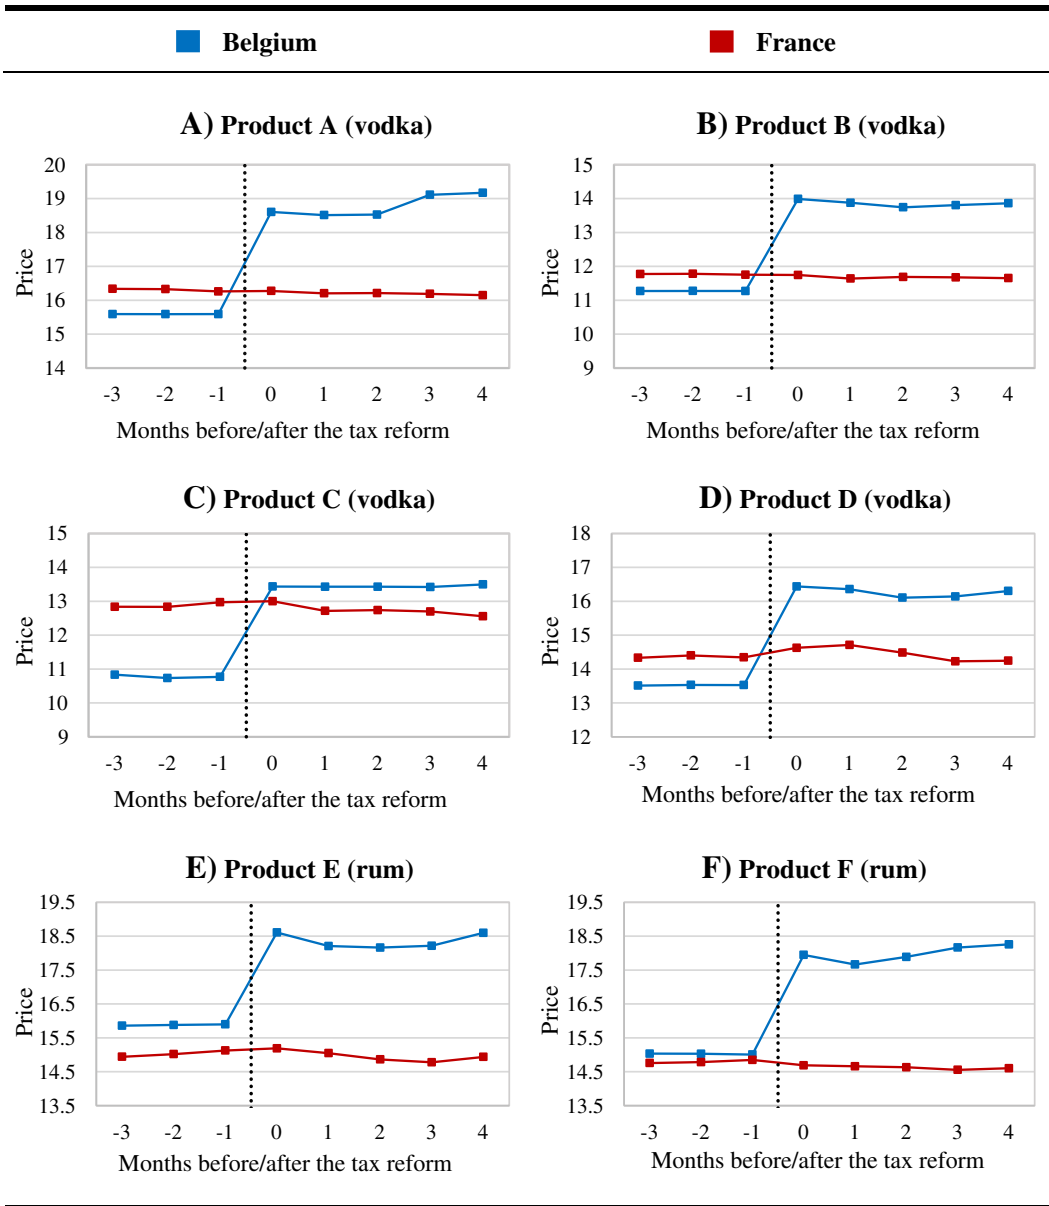 Belgium France
A) Product A (vodka)
20
19
18
17
16
15
14
Price
-3 -2 -1 0 1 2 3 4
Months before/after the tax reform
B) Product B (vodka)
15
14
13
12
11
10
9
Price
-3 -2 -1 0 1 2 3 4
Months before/after the tax reform
C) Product C (vodka)
15
14
13
12
11
10
9
Price
-3 -2 -1 0 1 2 3 4
Months before/after the tax reform
D) Product D (vodka)
18
17
16
15
14
13
12
Price
-3 -2 -1 0 1 2 3 4
Months before/after the tax reform
E) Product E (rum)
19.5
18.5
17.5
16.5
15.5
14.5
13.5
Price
-3 -2 -1 0 1 2 3 4
Months before/after the tax reform
F) Product F (rum)
19.5
18.5
17.5
16.5
15.5
14.5
13.5
Price
-3 -2 -1 0 1 2 3 4
Months before/after the tax reform